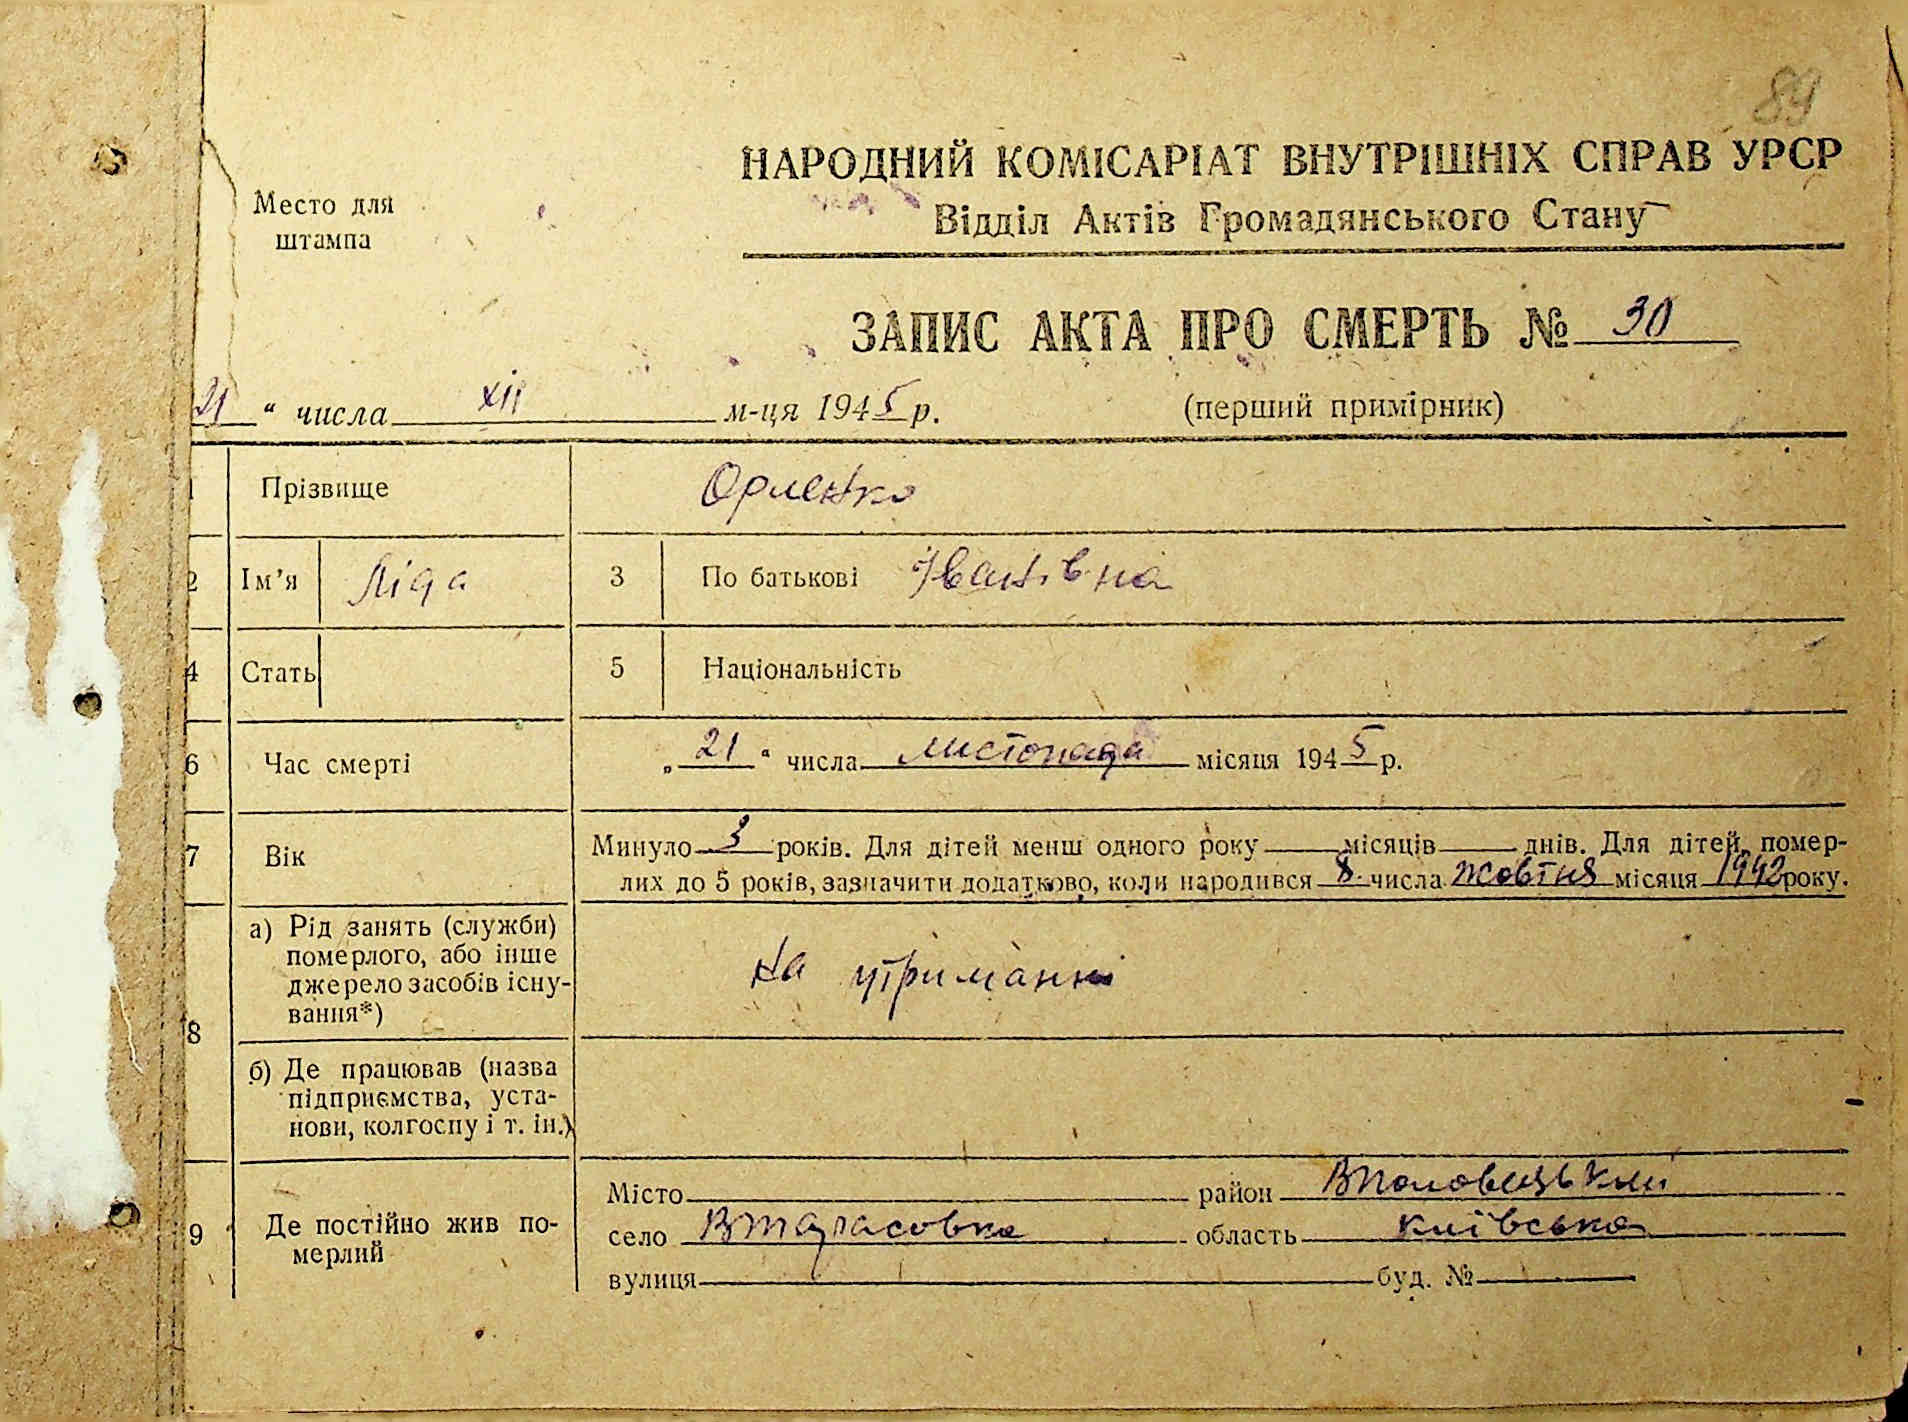 89
НАРОДНИЙ КОМІСАРІАТ ВНУТРІШНІХ СПРАВ УРСР
Место для штампа
Відділ Актів Громадянського Стану
ЗАПИС АКТА ПРО СМЕРТЬ № 30
21 " числа XII м-ця 1945 р. (перший примірник)
1 Прізвище Орленко
2 Ім'я Ліда 3 По батькові Іванівна
4 Стать 5 Національність
6 Час смерті „ 21 " числа листопада місяця 1945 р.
7 Вік Минуло 3 років. Для дітей менш одного року місяців днів. Для дітей, помер-
лих до 5 років, зазначити додатково, коли народився 8 числа жовтня місяця 1942 року.
8 а) Рід занять (служби)
померлого, або інше
джерело засобів існу-
вання*) на утриманні
б) Де працював (назва
підприємства, уста-
нови, колгоспу і т. ін.)
9 Де постійно жив по-
мерлий
Місто район Вполовецький
село Втарасовка область київська
вулиця буд. №